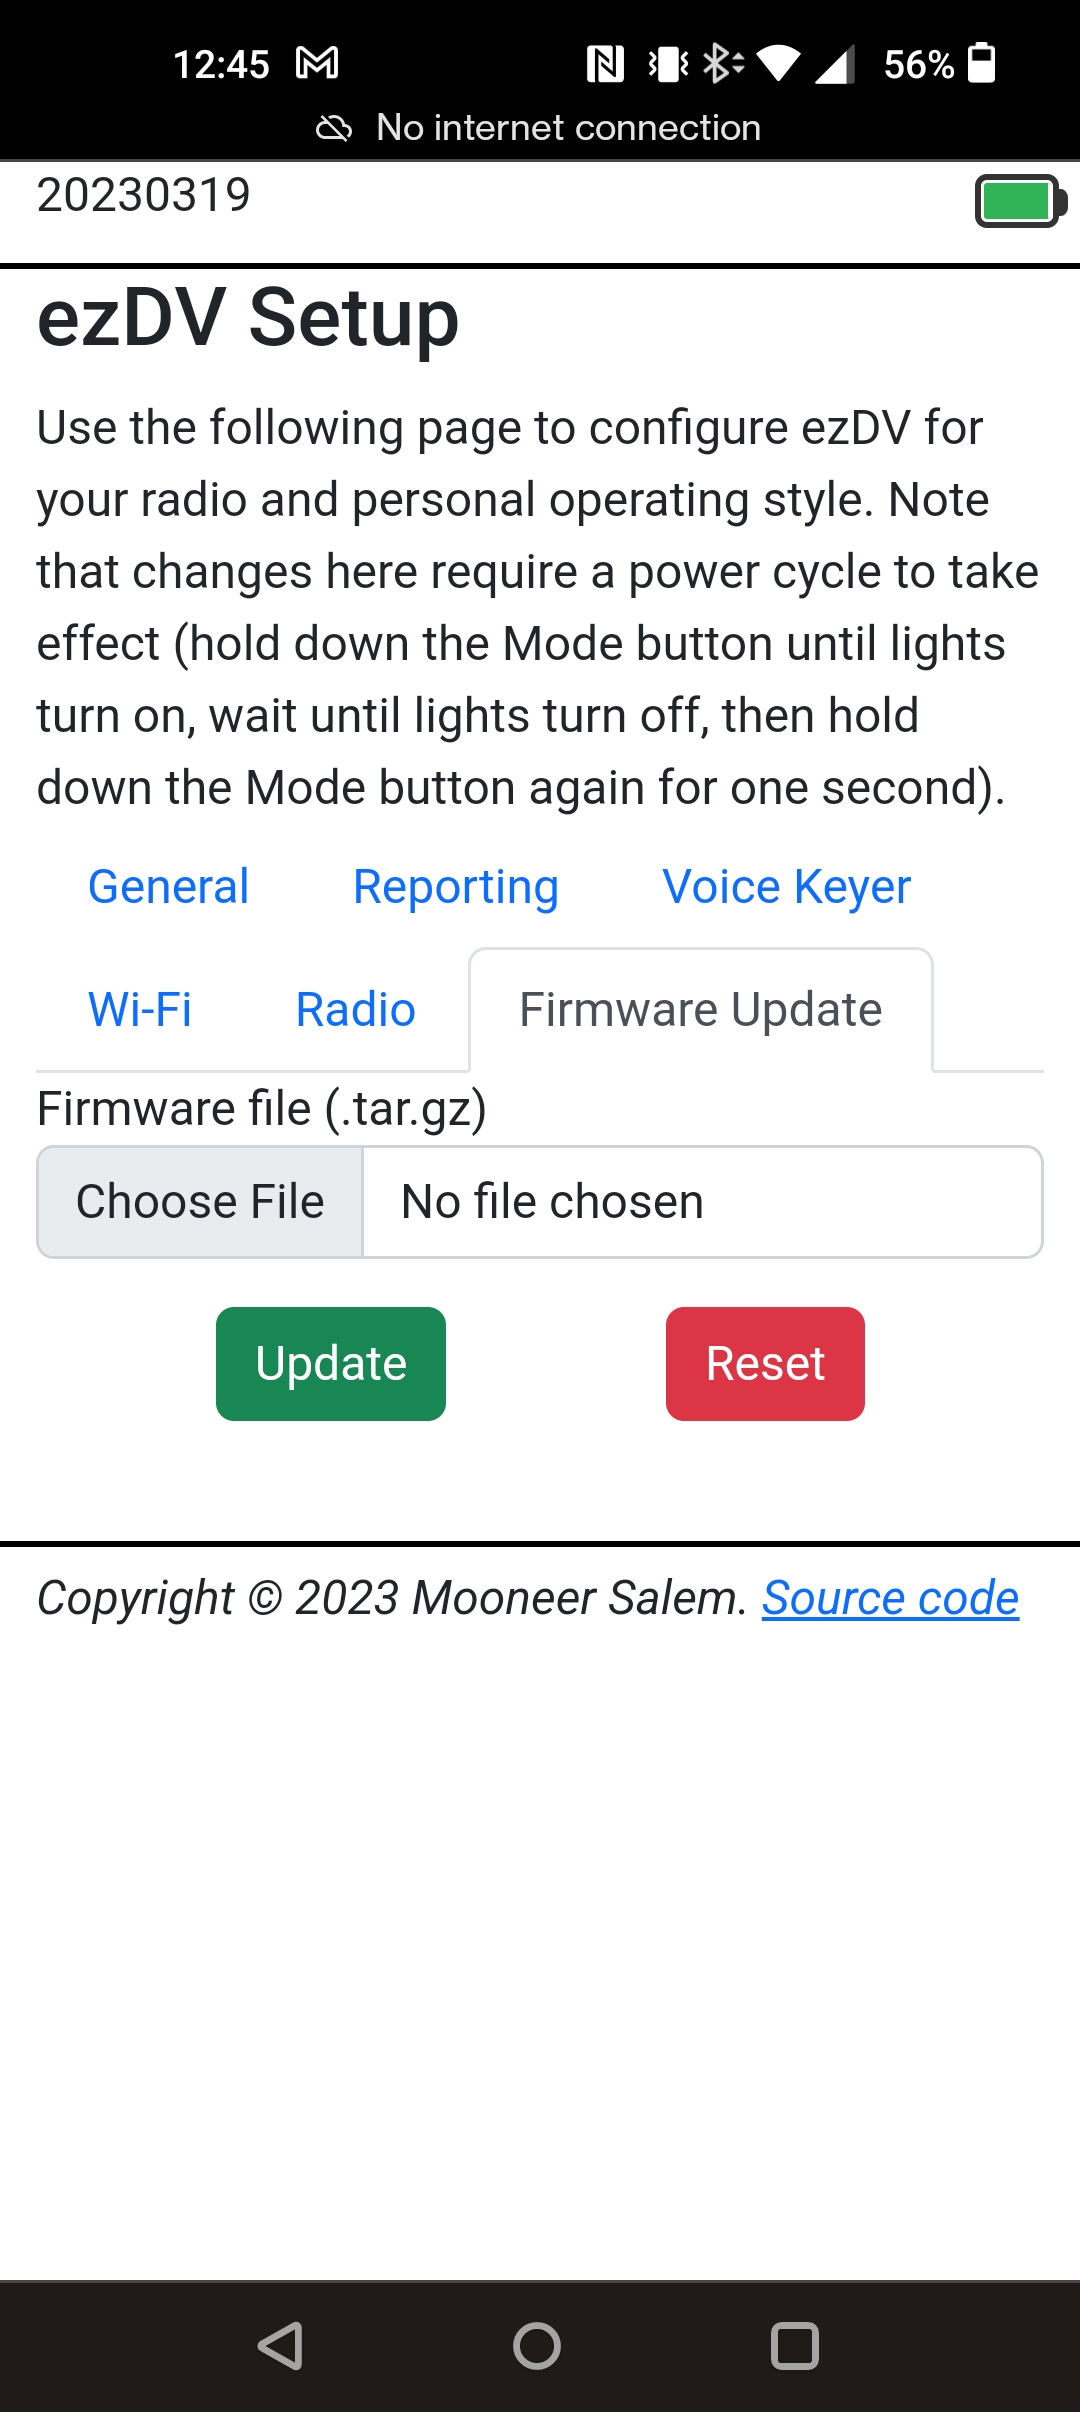 12:45
56%
No internet connection
20230319
ezDV Setup
Use the following page to configure ezDV for
your radio and personal operating style. Note
that changes here require a power cycle to take
effect (hold down the Mode button until lights
turn on, wait until lights turn off, then hold
down the Mode button again for one second).
General Reporting Voice Keyer
Wi-Fi Radio Firmware Update
Firmware file (.tar.gz)
Choose File No file chosen
Update Reset
Copyright © 2023 Mooneer Salem. Source code